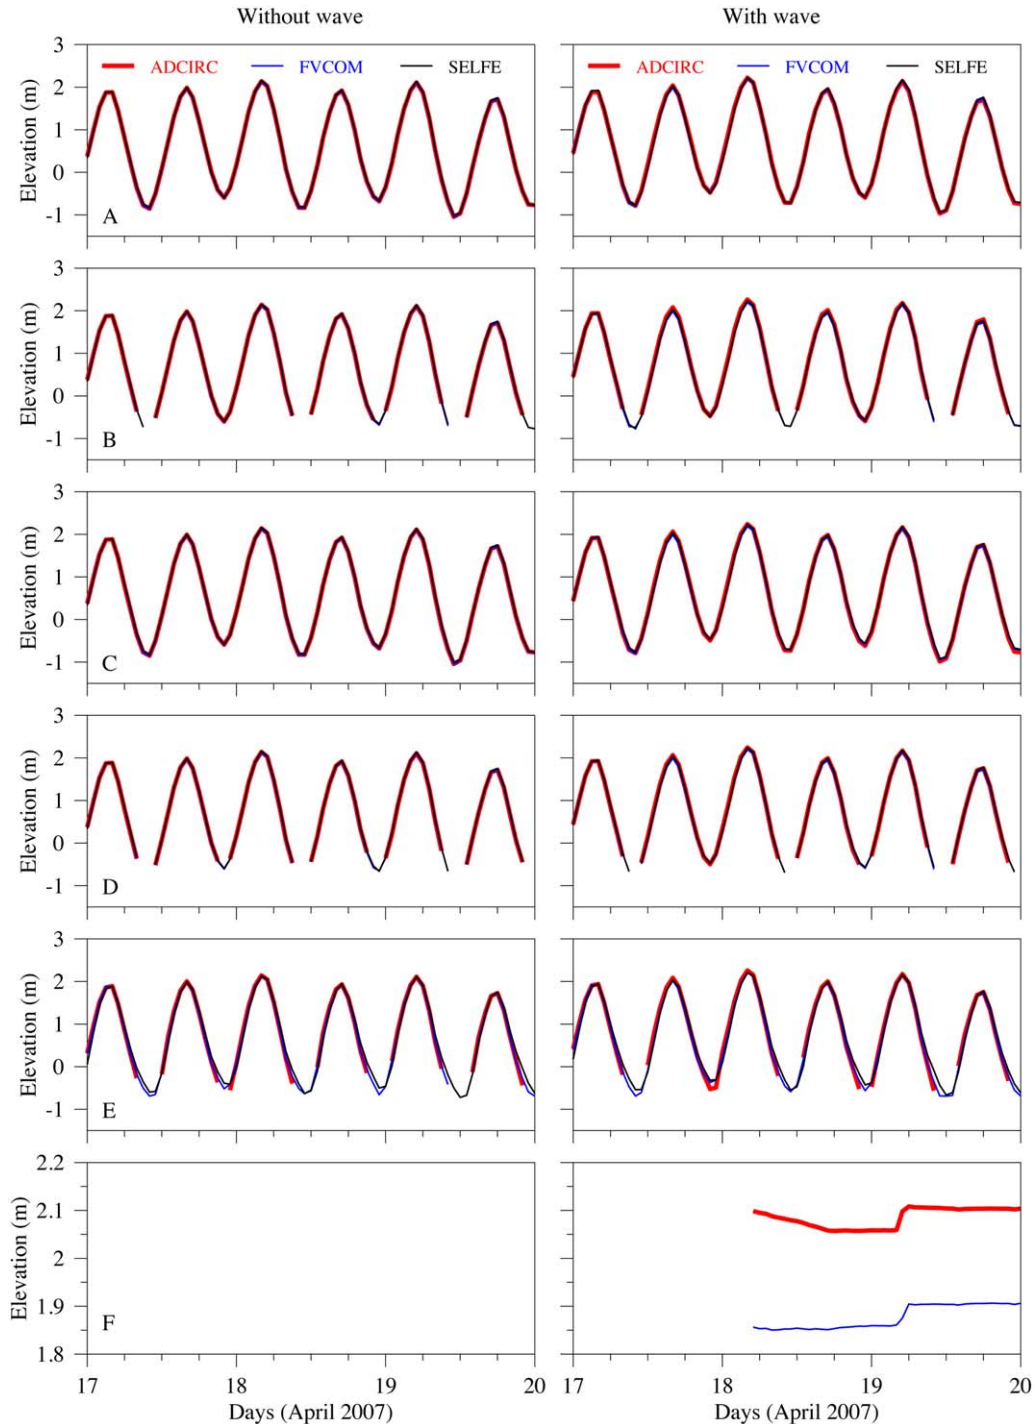 Without wave With wave
3 ADCIRC FVCOM SELFE ADCIRC FVCOM SELFE
2
Elevation (m)
1
0
-1 A
3
2
Elevation (m)
1
0
-1 B
3
2
Elevation (m)
1
0
-1 C
3
2
Elevation (m)
1
0
-1 D
3
2
Elevation (m)
1
0
-1 E
2.2
2.1
Elevation (m)
2
1.9
F
1.8
17 18 19 20 17 18 19 20
Days (April 2007) Days (April 2007)